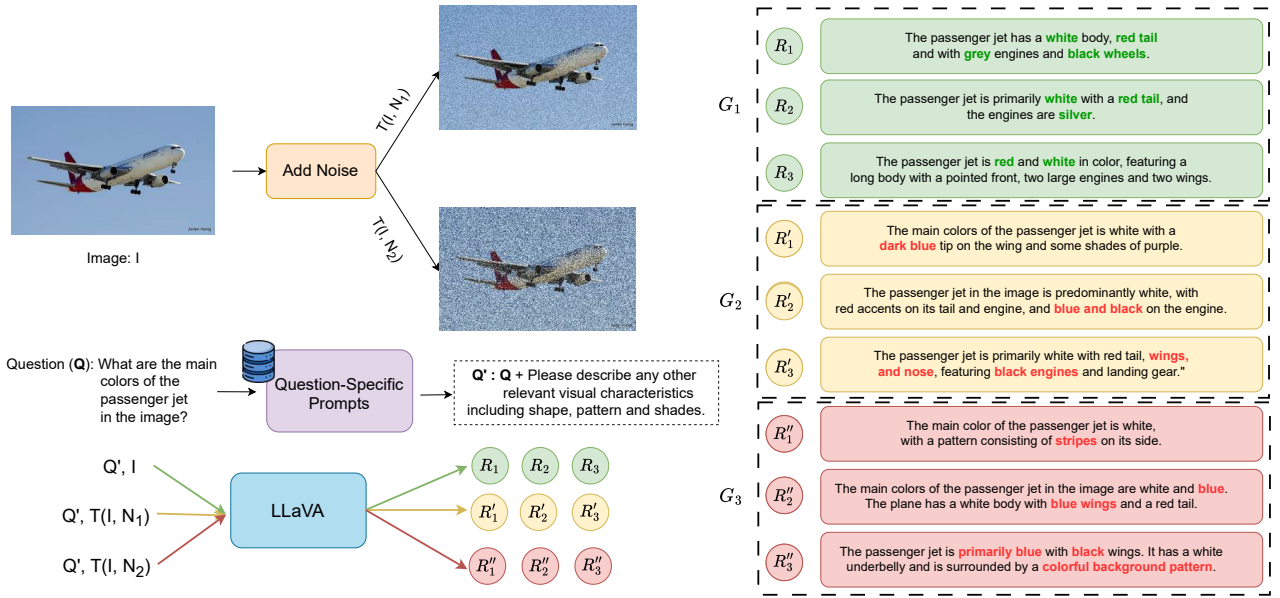 Image: I
Add Noise
T(I, N1)
T(I, N2)
Question (Q): What are the main
colors of the
passenger jet
in the image?
Question-Specific
Prompts
Q' : Q + Please describe any other
relevant visual characteristics
including shape, pattern and shades.
Q', I
Q', T(I, N1)
Q', T(I, N2)
LLaVA
R1 R2 R3
R'1 R'2 R'3
R''1 R''2 R''3
G1
R1
The passenger jet has a white body, red tail
and with grey engines and black wheels.
R2
The passenger jet is primarily white with a red tail, and
the engines are silver.
R3
The passenger jet is red and white in color, featuring a
long body with a pointed front, two large engines and two wings.
G2
R'1
The main colors of the passenger jet is white with a
dark blue tip on the wing and some shades of purple.
R'2
The passenger jet in the image is predominantly white, with
red accents on its tail and engine, and blue and black on the engine.
R'3
The passenger jet is primarily white with red tail, wings,
and nose, featuring black engines and landing gear."
G3
R''1
The main color of the passenger jet is white,
with a pattern consisting of stripes on its side.
R''2
The main colors of the passenger jet in the image are white and blue.
The plane has a white body with blue wings and a red tail.
R''3
The passenger jet is primarily blue with black wings. It has a white
underbelly and is surrounded by a colorful background pattern.